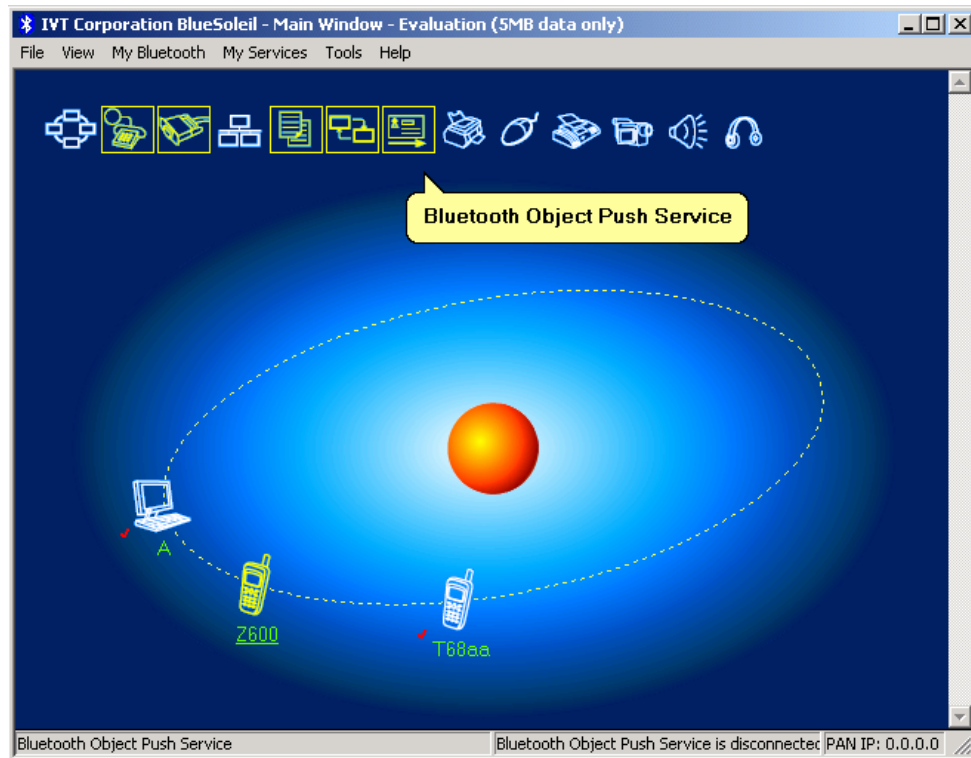 IVT Corporation BlueSoleil - Main Window - Evaluation (5MB data only)
File View My Bluetooth My Services Tools Help
Bluetooth Object Push Service
A
Z600
T68aa
Bluetooth Object Push Service Bluetooth Object Push Service is disconnected PAN IP: 0.0.0.0